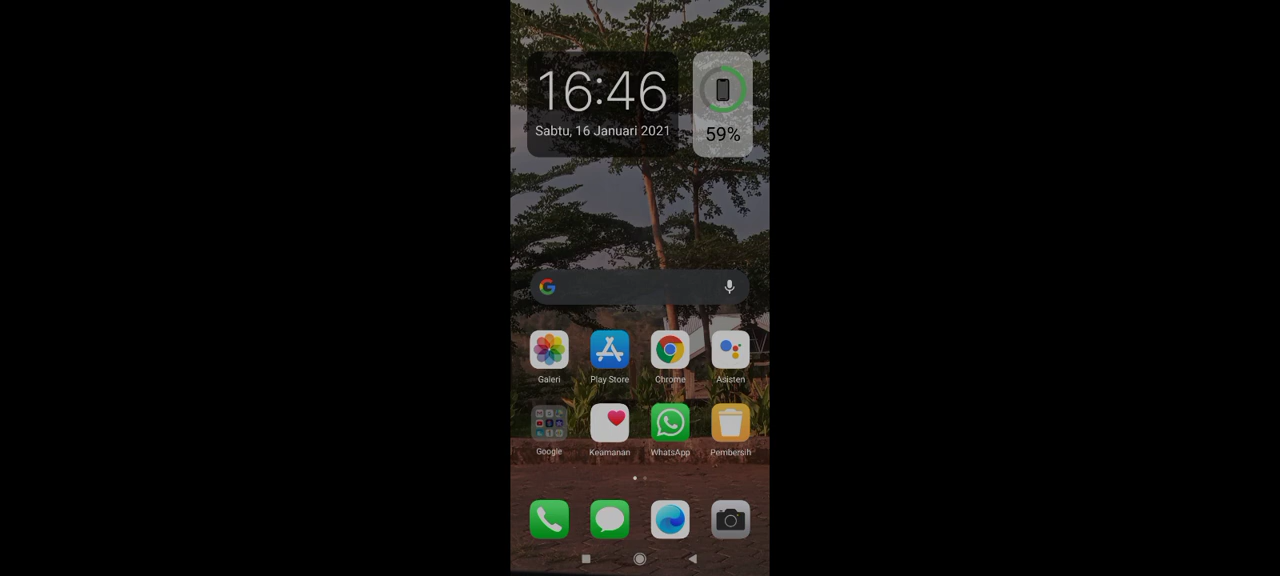 16:46
Sabtu, 16 Januari 2021
59%
Galeri
Play Store
Chrome
Asisten
Google
Keamanan
WhatsApp
Pembersih